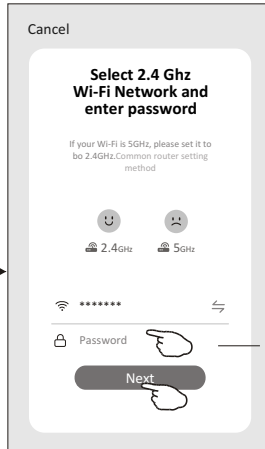 Cancel
Select 2.4 Ghz
Wi-Fi Network and
enter password
If your Wi-Fi is 5GHz, please set it to
bo 2.4GHz.Common router setting
method
2.4GHz 5GHz
*******
Password
Next